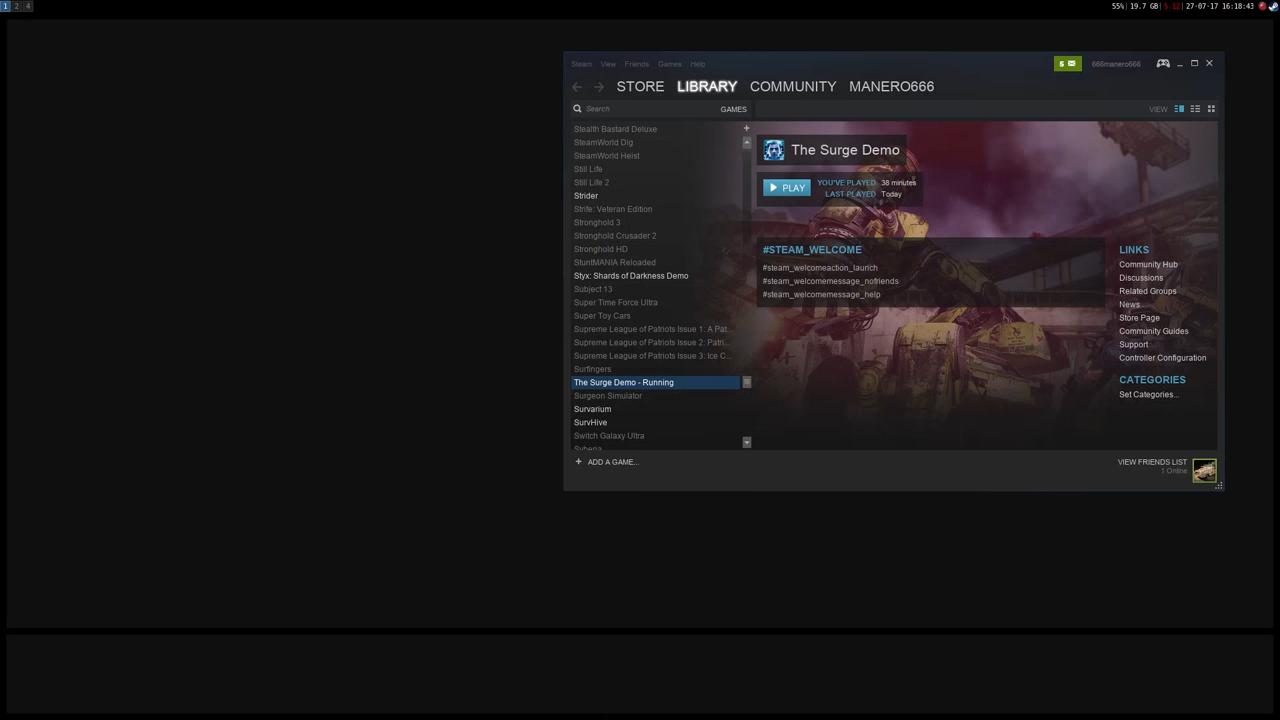 1 2 4
55%| 19.7 GB| 5.12| 27-07-17 16:18:43
Steam View Friends Games Help
5
666manero666
STORE LIBRARY COMMUNITY MANERO666
Search
GAMES
VIEW
Stealth Bastard Deluxe
SteamWorld Dig
SteamWorld Heist
Still Life
Still Life 2
Strider
Strife: Veteran Edition
Stronghold 3
Stronghold Crusader 2
Stronghold HD
StuntMANIA Reloaded
Styx: Shards of Darkness Demo
Subject 13
Super Time Force Ultra
Super Toy Cars
Supreme League of Patriots Issue 1: A Pat...
Supreme League of Patriots Issue 2: Patri...
Supreme League of Patriots Issue 3: Ice C...
Surfingers
The Surge Demo - Running
Surgeon Simulator
Survarium
SurvHive
Switch Galaxy Ultra
Syberia
+ ADD A GAME...
The Surge Demo
PLAY
YOU'VE PLAYED 38 minutes
LAST PLAYED Today
#STEAM_WELCOME
#steam_welcomeaction_launch
#steam_welcomemessage_nofriends
#steam_welcomemessage_help
LINKS
Community Hub
Discussions
Related Groups
News
Store Page
Community Guides
Support
Controller Configuration
CATEGORIES
Set Categories...
VIEW FRIENDS LIST
1 Online